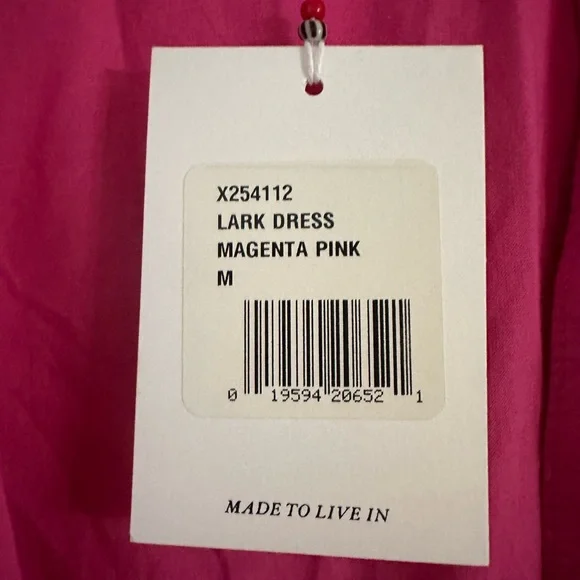 X254112
LARK DRESS
MAGENTA PINK
M
0 19594 20652 1
MADE TO LIVE IN